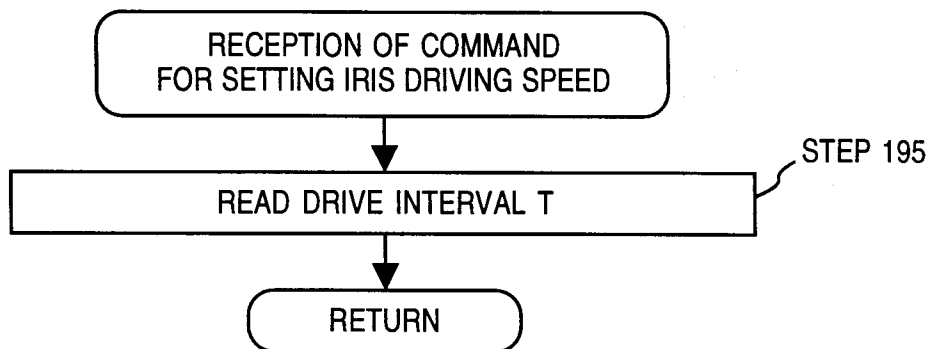 RECEPTION OF COMMAND
FOR SETTING IRIS DRIVING SPEED
STEP 195
READ DRIVE INTERVAL T
RETURN